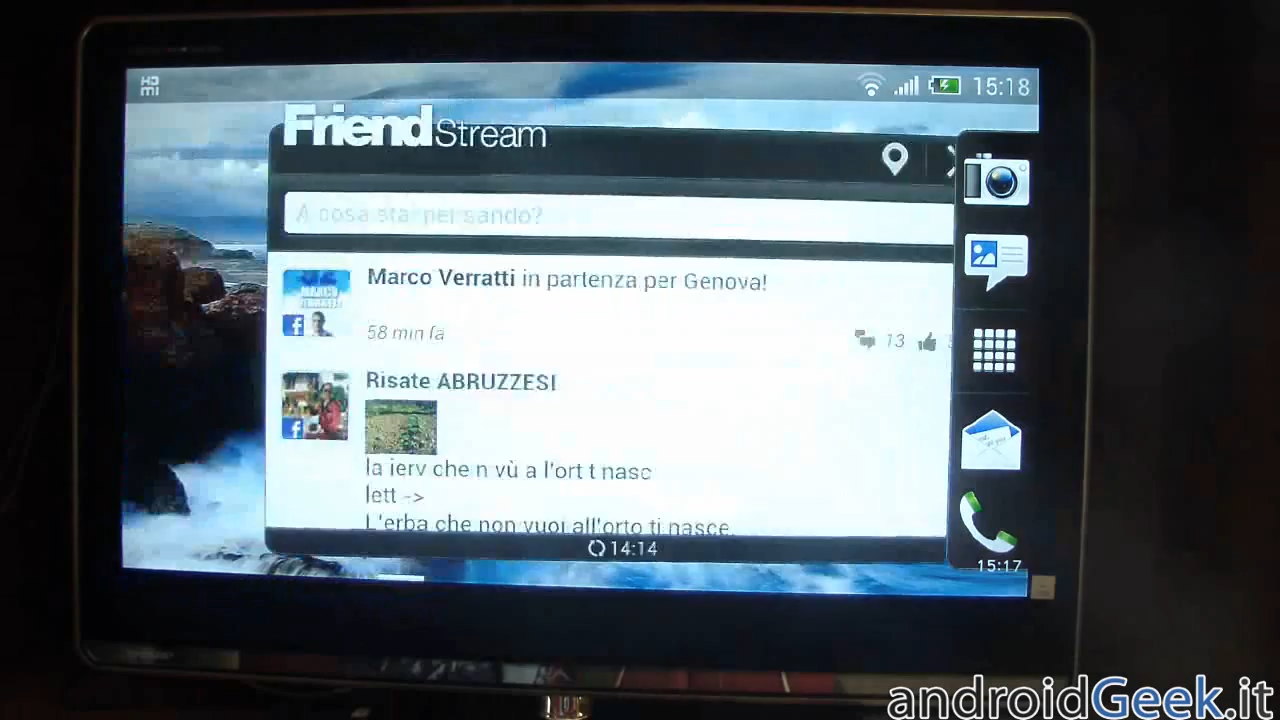 HDMI
15:18
FriendStream
A cosa stai pensando?
Marco Verratti in partenza per Genova!
58 min fa
13
Risate ABRUZZESI
la ierv che n vù a l'ort t nasc
lett ->
L'erba che non vuoi all'orto ti nasce.
14:14
15:17
androidGeek.it